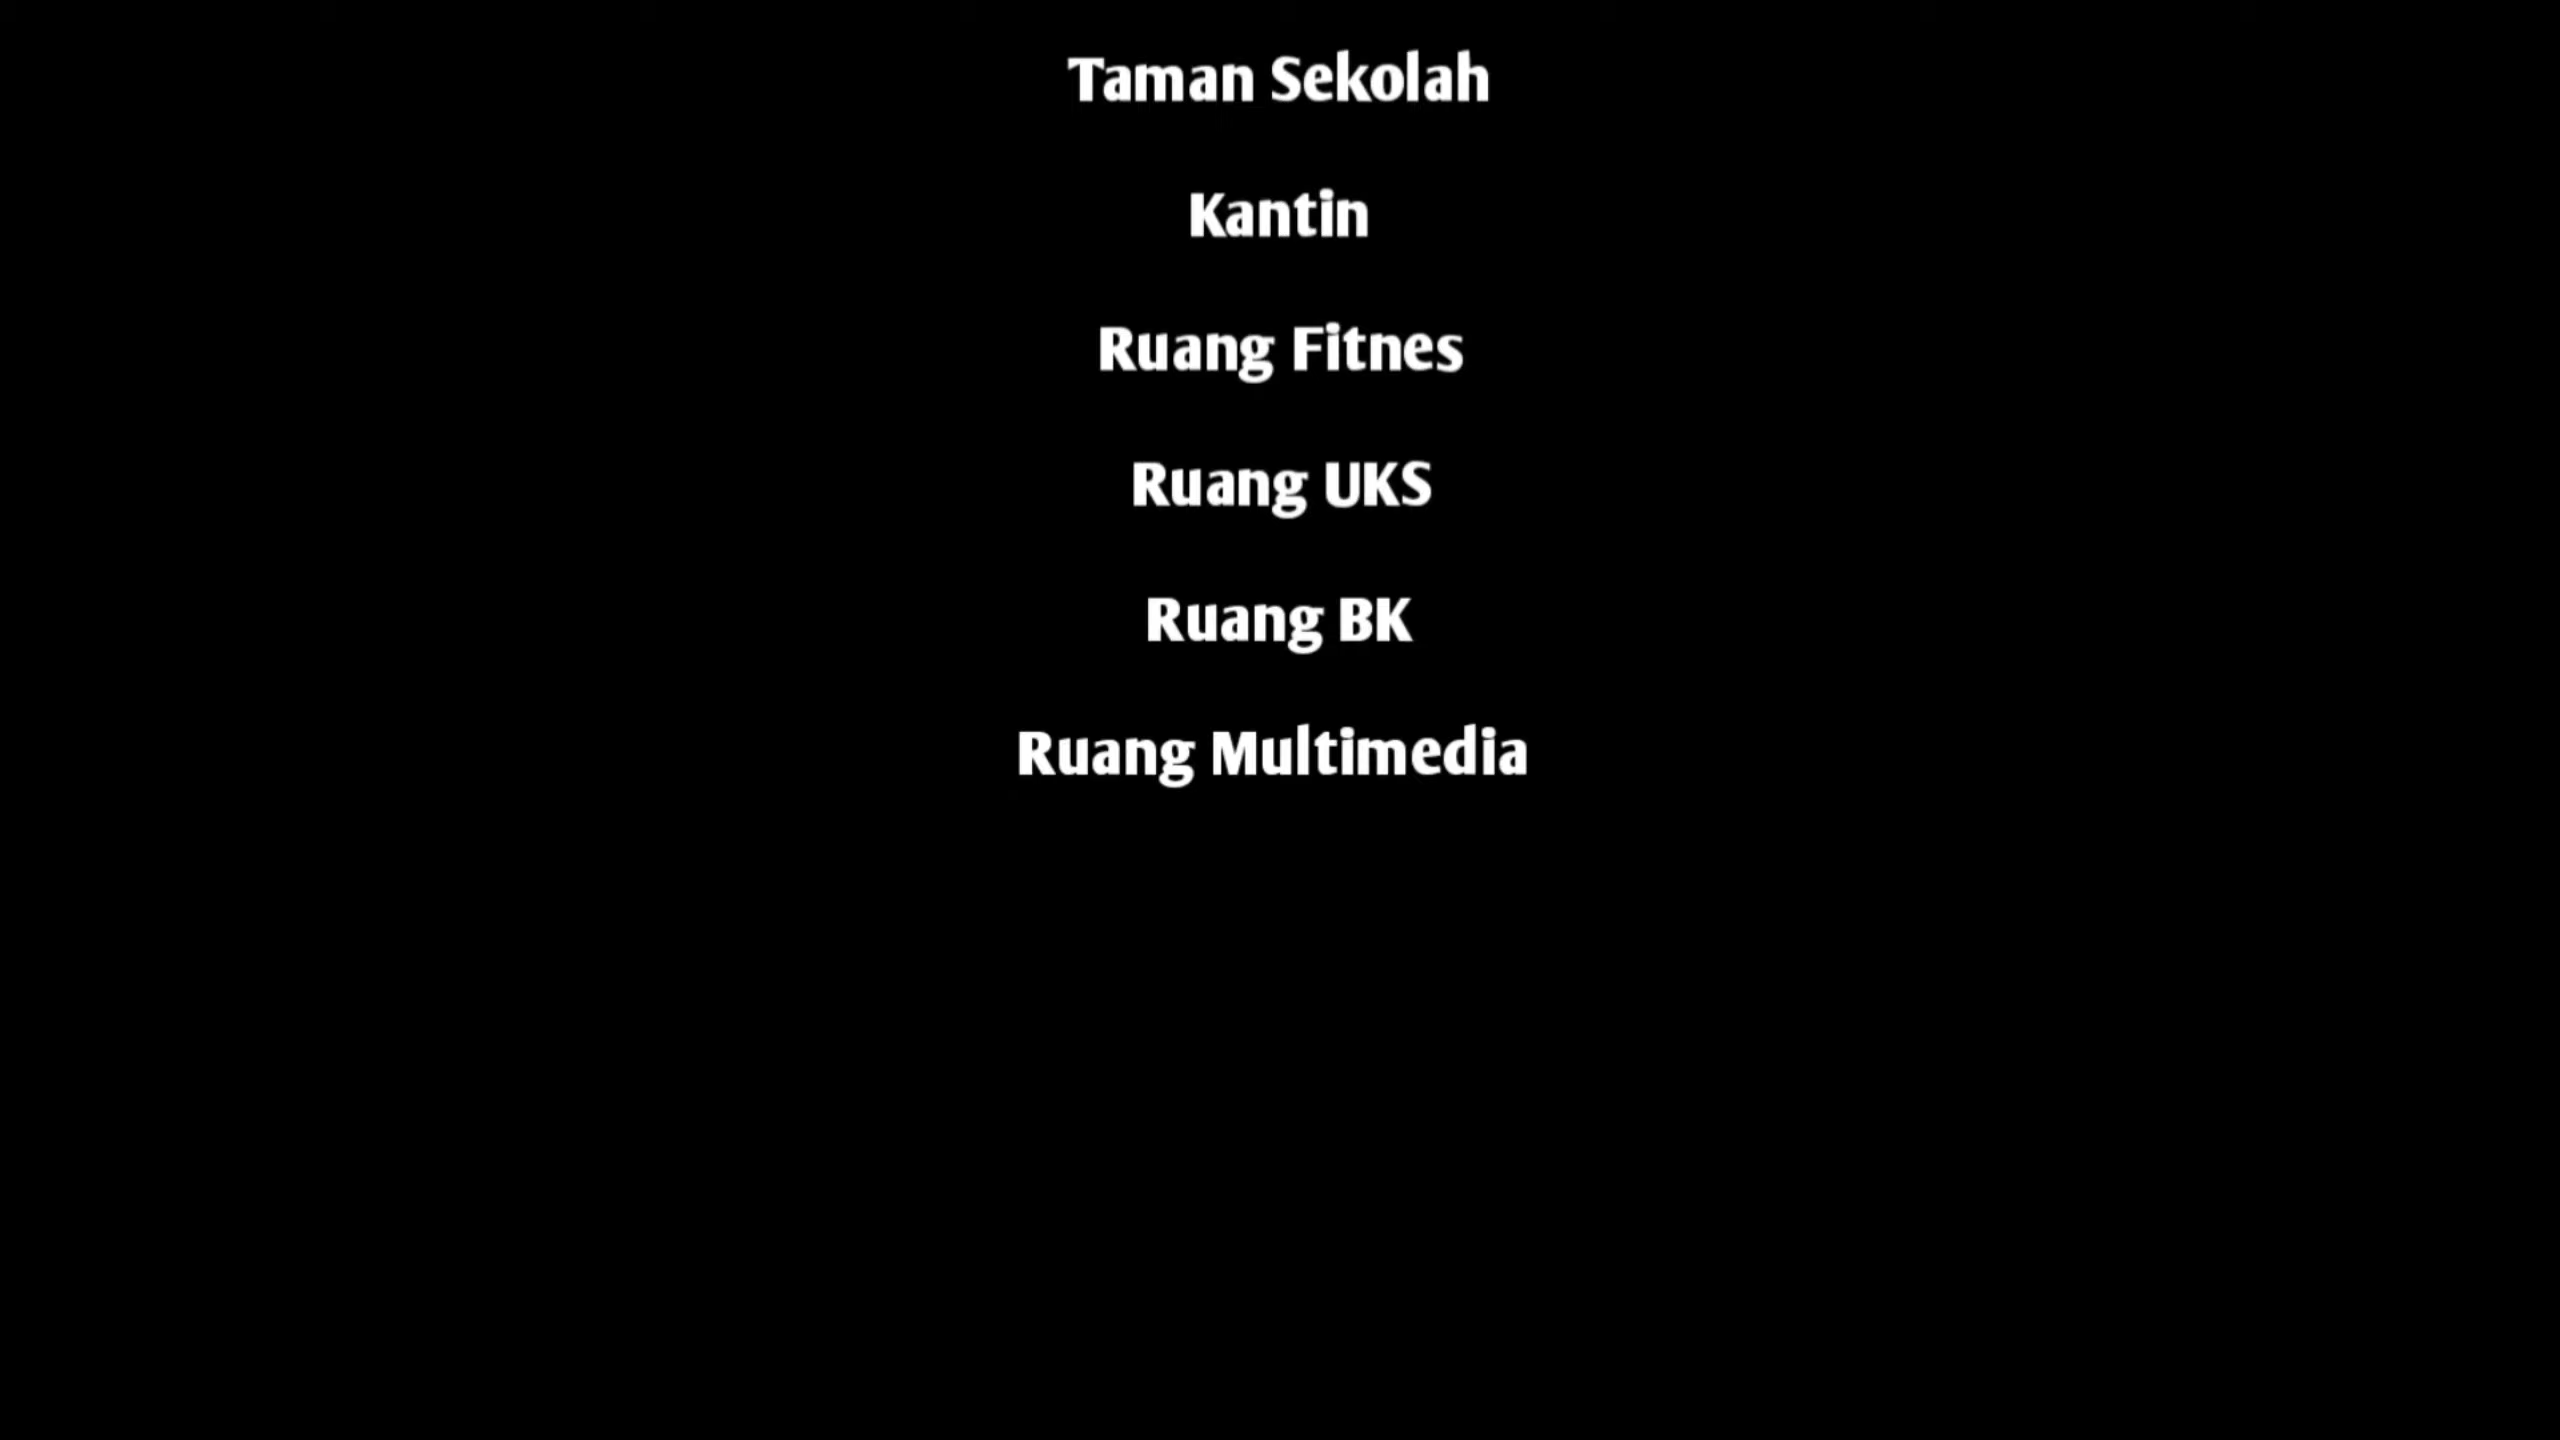 Taman Sekolah
Kantin
Ruang Fitnes
Ruang UKS
Ruang BK
Ruang Multimedia